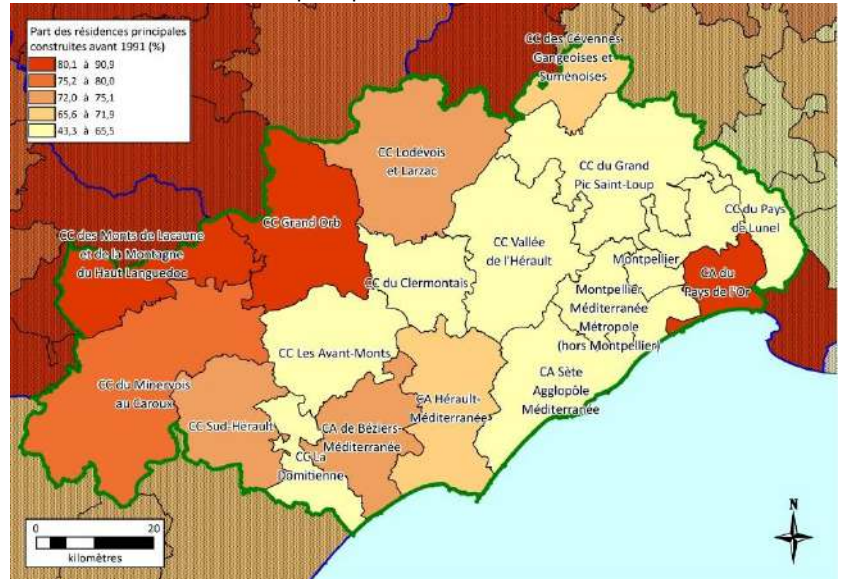 Part des résidences principales
construites avant 1991 (%)
80,1 à 90,9
75,2 à 80,0
72,0 à 75,1
65,6 à 71,9
43,3 à 65,5
CC des Cévennes
Gangeoises et
Suménoises
CC Lodévois
et Larzac
CC du Grand
Pic Saint-Loup
CC du Pays
de Lunel
CC Grand Orb
CC des Monts de Lacaune
et de la Montagne
du Haut Languedoc
CC Vallée
de l'Hérault
Montpellier
CA du
Pays de l'Or
CC du Clermontais
Montpellier
Méditerranée
Métropole
(hors Montpellier)
CC Les Avant-Monts
CA Sète
Agglopôle
Méditerranée
CC du Minervois
au Caroux
CA Hérault-
Méditerranée
CC Sud-Hérault
CA de Béziers-
Méditerranée
CC La
Domitienne
0 20
kilomètres
N